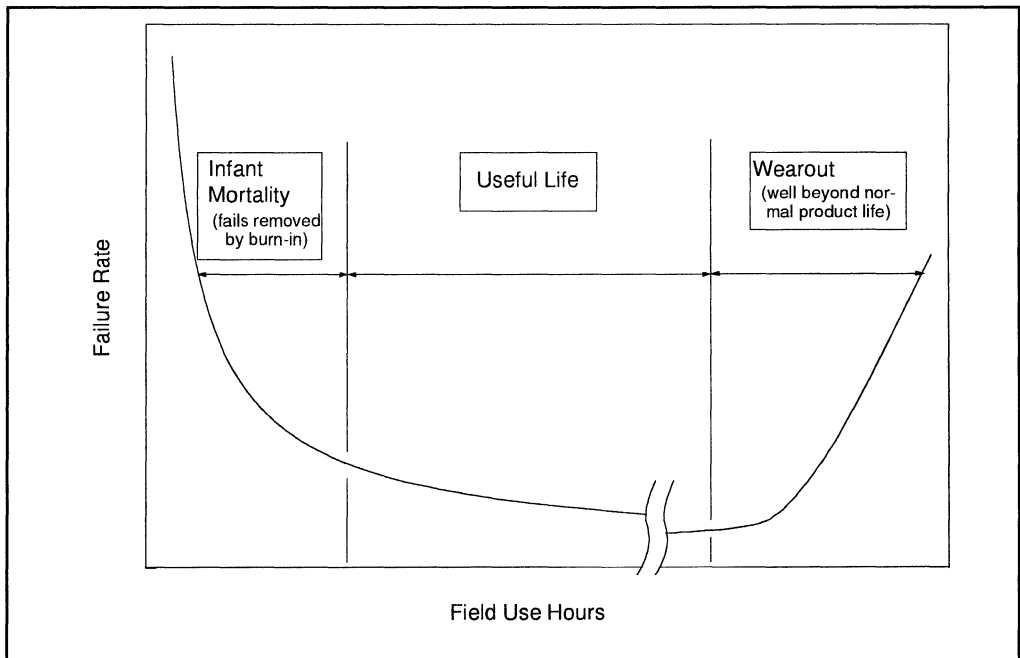 Infant
Mortality
(fails removed
by burn-in)
Useful Life
Wearout
(well beyond nor-
mal product life)
Failure Rate
Field Use Hours